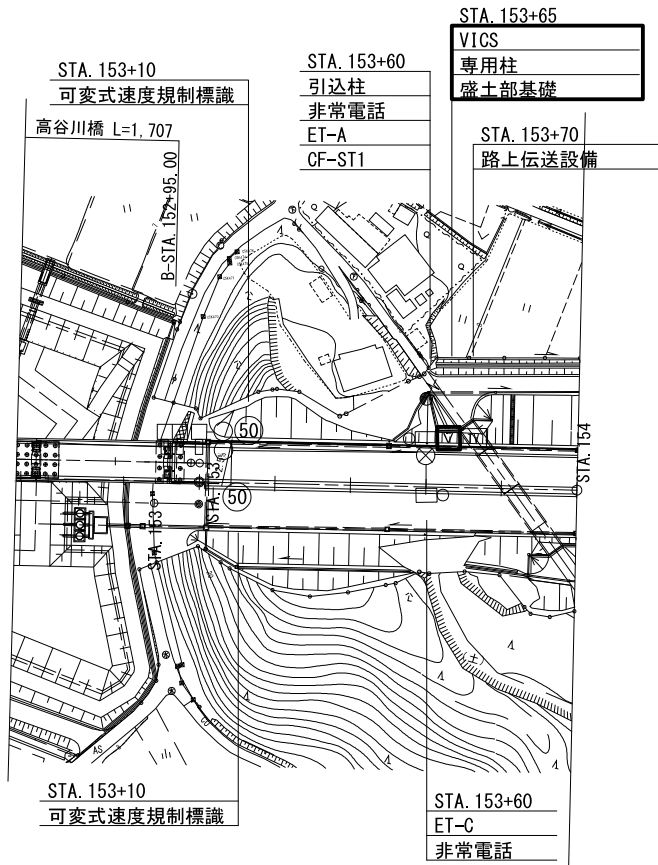 STA. 153+65
VICS
専用柱
盛土部基礎
STA. 153+60
引込柱
非常電話
ET-A
CF-ST1
STA. 153+10
可変式速度規制標識
STA. 153+70
路上伝送設備
高谷川橋 L=1,707
B-STA. 152+95.00
50
50
STA. 153
STA. 154
V
AS
(土)
STA. 153+10
可変式速度規制標識
STA. 153+60
ET-C
非常電話